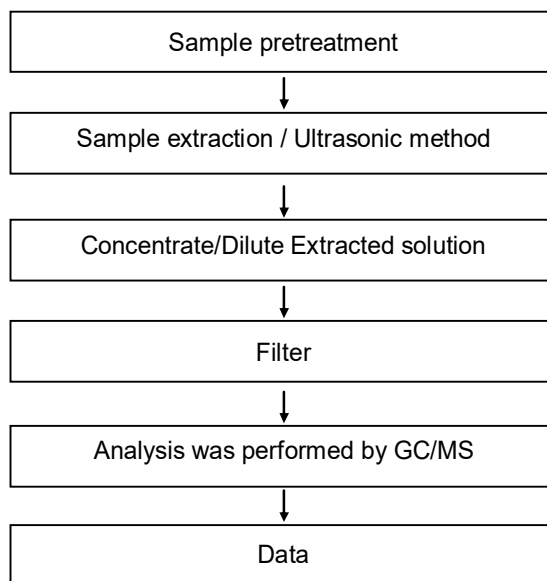 Sample pretreatment
Sample extraction / Ultrasonic method
Concentrate/Dilute Extracted solution
Filter
Analysis was performed by GC/MS
Data